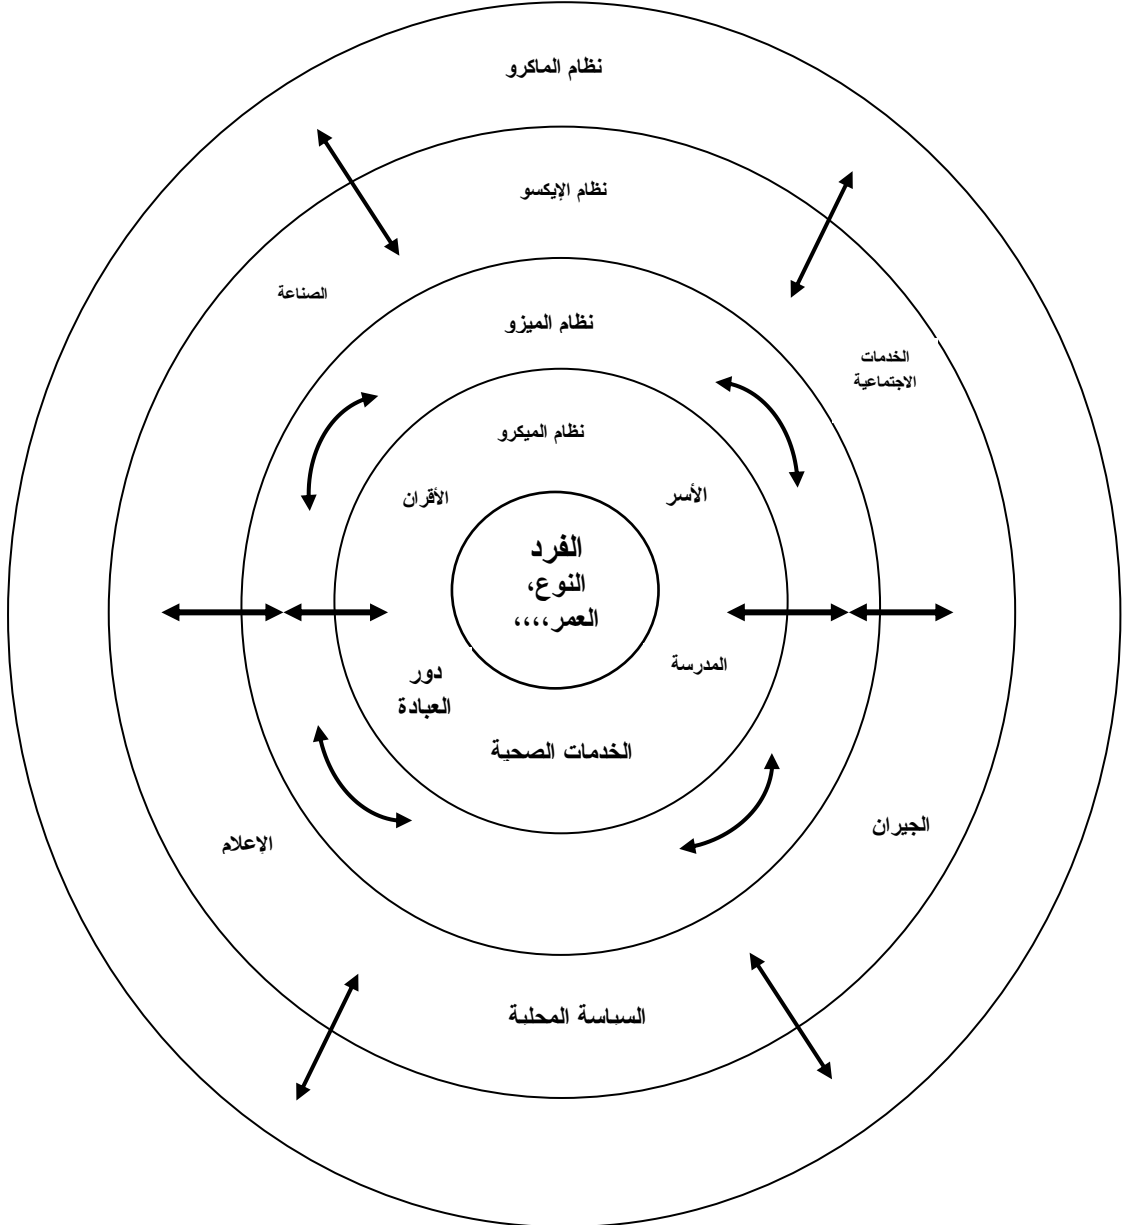 نظام الماكرو
نظام الإيكسو
الصناعة
نظام الميزو
الخدمات
الاجتماعية
نظام الميكرو
الأسر
الأقران
الفرد
النوع،
العمر،،،،
المدرسة
دور
العبادة
الخدمات الصحية
الجيران
الإعلام
السياسة المحلية